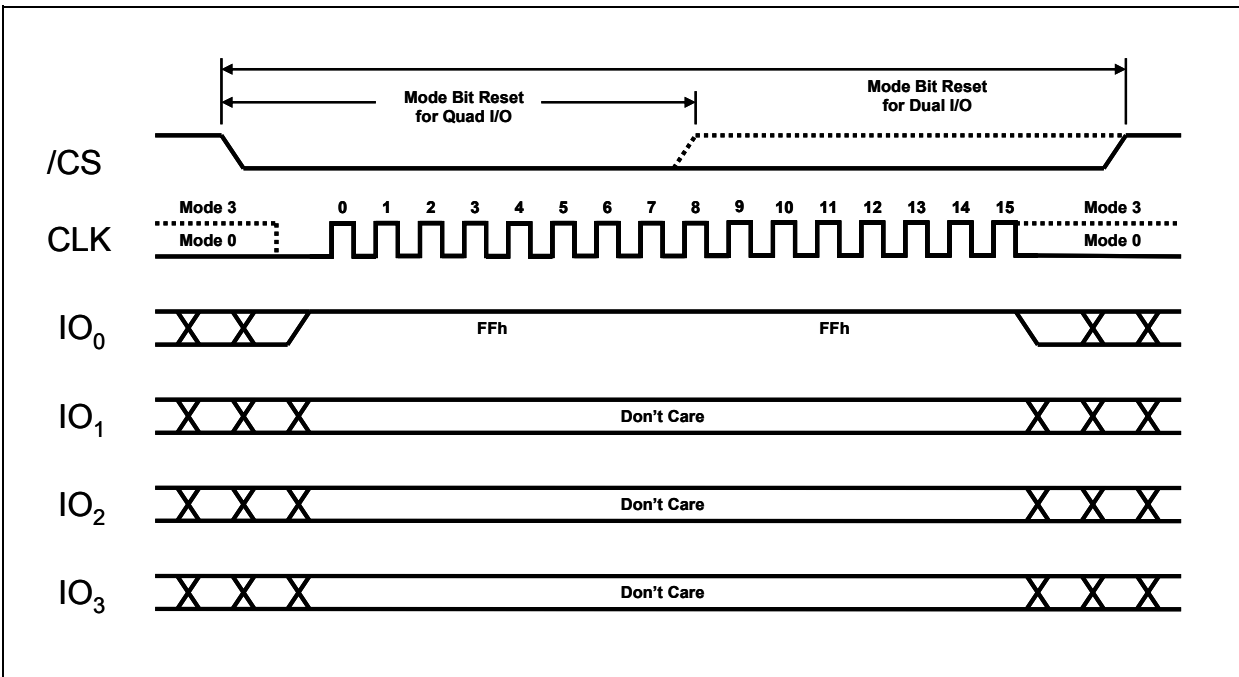 Mode Bit Reset
for Quad I/O
Mode Bit Reset
for Dual I/O
/CS
Mode 3
0 1 2 3 4 5 6 7 8 9 10 11 12 13 14 15
Mode 3
CLK
Mode 0
Mode 0
IO₀
FFh
FFh
IO₁
Don't Care
IO₂
Don't Care
IO₃
Don't Care